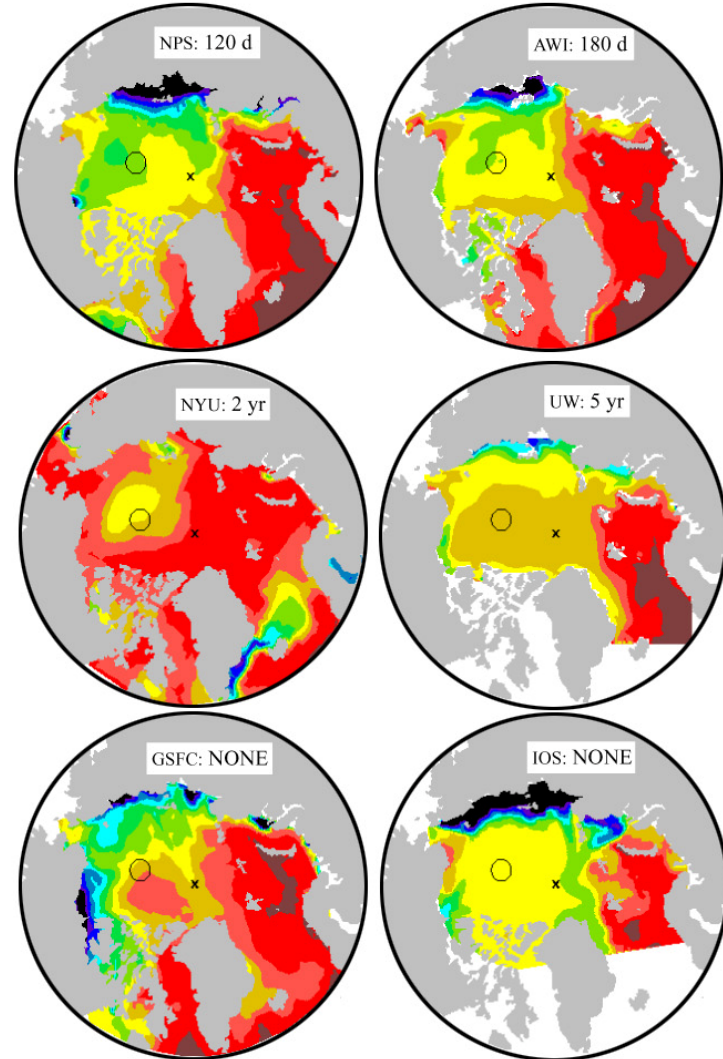 NPS: 120 d
AWI: 180 d
x
x
NYU: 2 yr
UW: 5 yr
x
x
GSFC: NONE
IOS: NONE
x
x